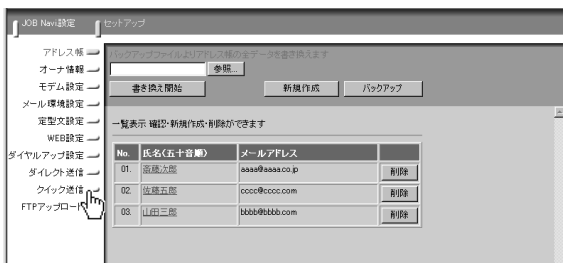 JOB Navi設定 セットアップ
アドレス帳
オーナ情報
モデム設定
メール環境設定
定型文設定
WEB設定
ダイヤルアップ設定
ダイレクト送信
クイック送信
FTPアップロード
バックアップファイルよりアドレス帳の全データを書き換えます
参照...
書き換え開始 新規作成 バックアップ
一覧表示 確認・新規作成・削除ができます
No. 氏名(五十音順) メールアドレス
01. 斎藤次郎 aaaa@aaaa.co.jp 削除
02. 佐藤五郎 cccc@cccc.com 削除
03. 山田三郎 bbbb@bbbb.com 削除